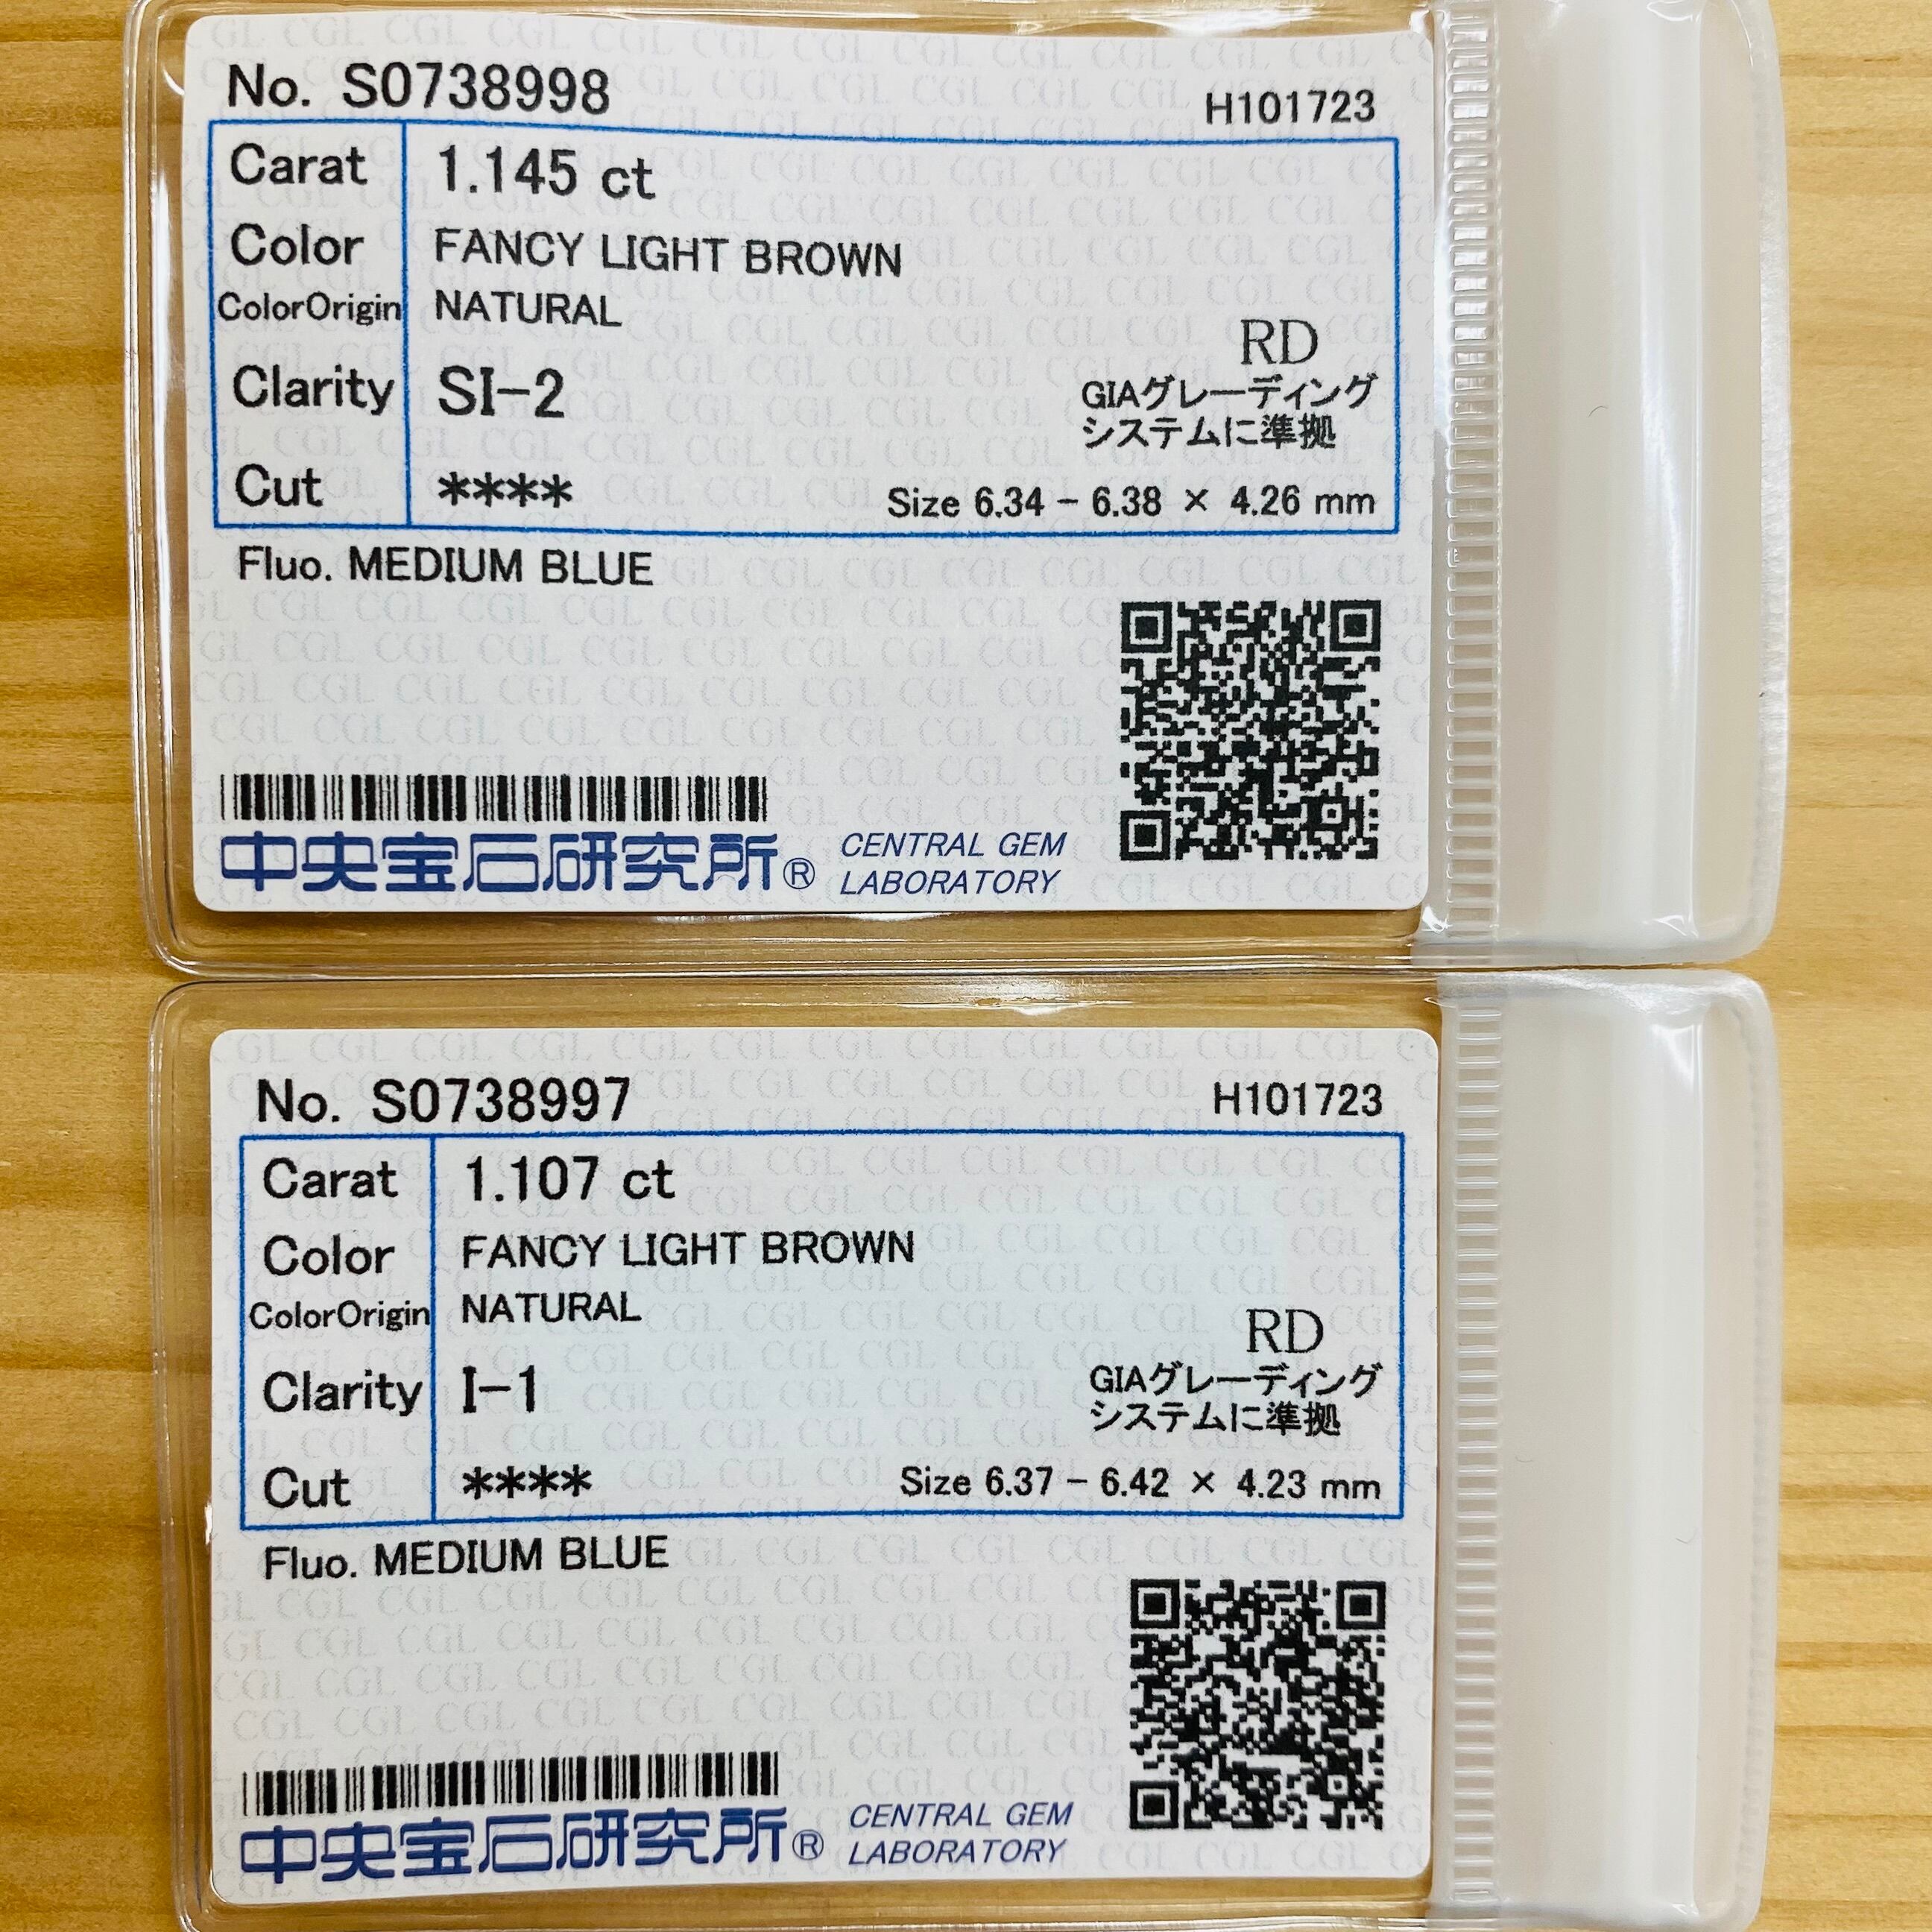 No. S0738998
H101723
Carat 1.145 ct
Color FANCY LIGHT BROWN
ColorOrigin NATURAL
RD
Clarity SI-2
GIAグレーディング
システムに準拠
Cut ****
Size 6.34 - 6.38 × 4.26 mm
Fluo. MEDIUM BLUE
中央宝石研究所®
CENTRAL GEM
LABORATORY
No. S0738997
H101723
Carat 1.107 ct
Color FANCY LIGHT BROWN
ColorOrigin NATURAL
RD
Clarity I-1
GIAグレーディング
システムに準拠
Cut ****
Size 6.37 - 6.42 × 4.23 mm
Fluo. MEDIUM BLUE
中央宝石研究所®
CENTRAL GEM
LABORATORY